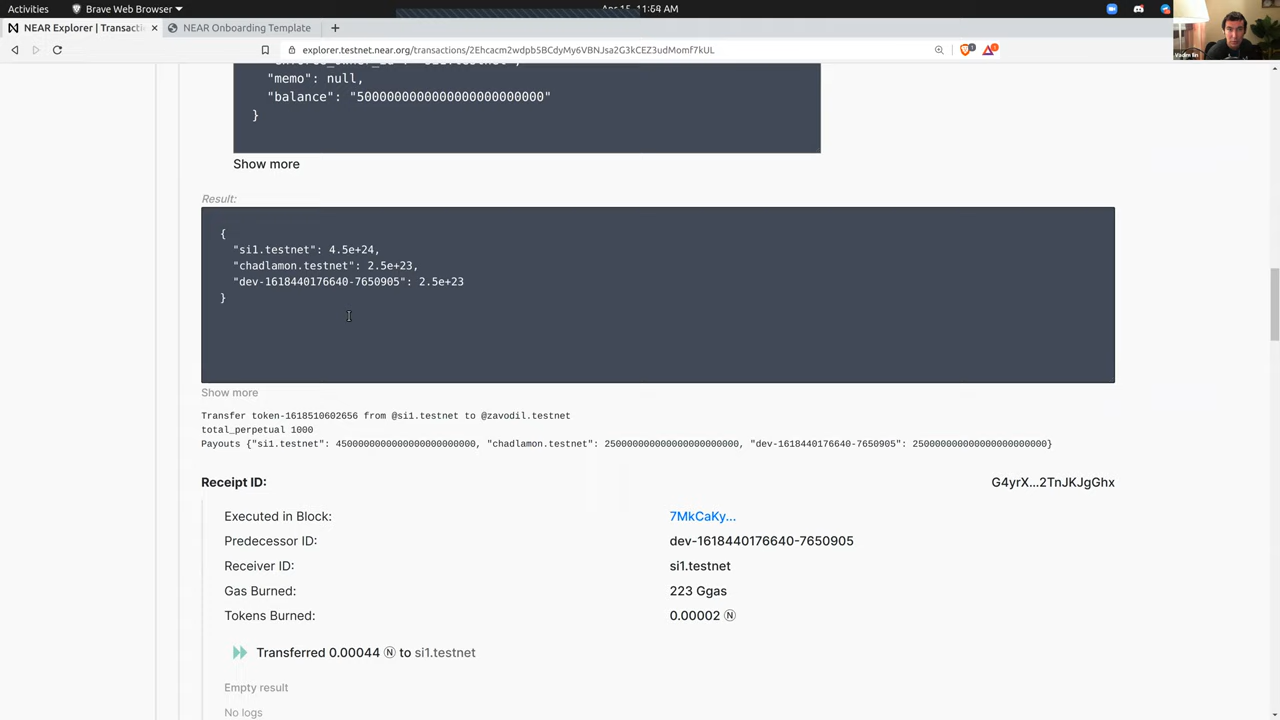 Activities
Brave Web Browser
Apr 15, 11:54 AM
NEAR Explorer | Transacti
NEAR Onboarding Template
explorer.testnet.near.org/transactions/2Ehcacm2wdpb5BCdyMy6VBNJsa2G3kCEZ3udMomf7kUL
"memo": null,
"balance": "5000000000000000000000000"
}
Show more
Result:
{
"si1.testnet": 4.5e+24,
"chadlamon.testnet": 2.5e+23,
"dev-1618440176640-7650905": 2.5e+23
}
Show more
Transfer token-1618510602656 from @si1.testnet to @zavodil.testnet
total_perpetual 1000
Payouts {"si1.testnet": 4500000000000000000000000, "chadlamon.testnet": 250000000000000000000000, "dev-1618440176640-7650905": 250000000000000000000000}
Receipt ID:
G4yrX...2TnJKJgGhx
Executed in Block:
7MkCaKy...
Predecessor ID:
dev-1618440176640-7650905
Receiver ID:
si1.testnet
Gas Burned:
223 Ggas
Tokens Burned:
0.00002 Ⓝ
Transferred 0.00044 Ⓝ to si1.testnet
Empty result
No logs